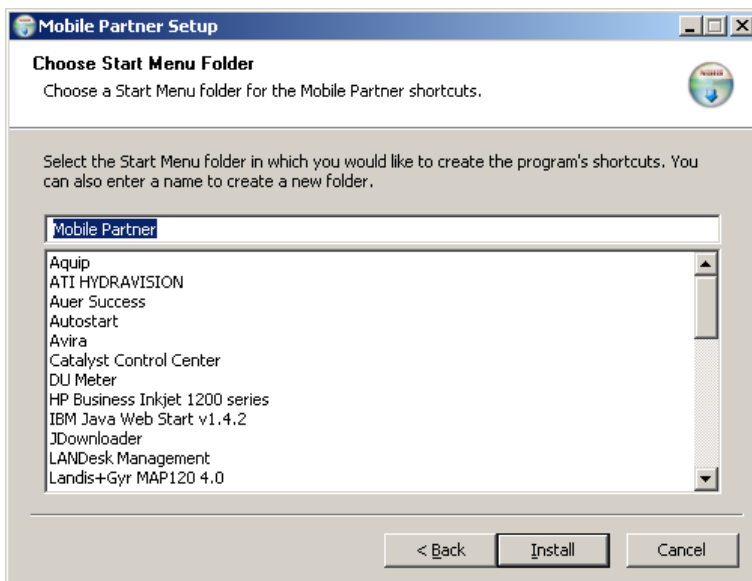 Mobile Partner Setup
Choose Start Menu Folder
Choose a Start Menu folder for the Mobile Partner shortcuts.
Select the Start Menu folder in which you would like to create the program's shortcuts. You
can also enter a name to create a new folder.
Mobile Partner
Aquip
ATI HYDRAVISION
Auer Success
Autostart
Avira
Catalyst Control Center
DU Meter
HP Business Inkjet 1200 series
IBM Java Web Start v1.4.2
JDownloader
LANDesk Management
Landis+Gyr MAP120 4.0
< Back
Install
Cancel